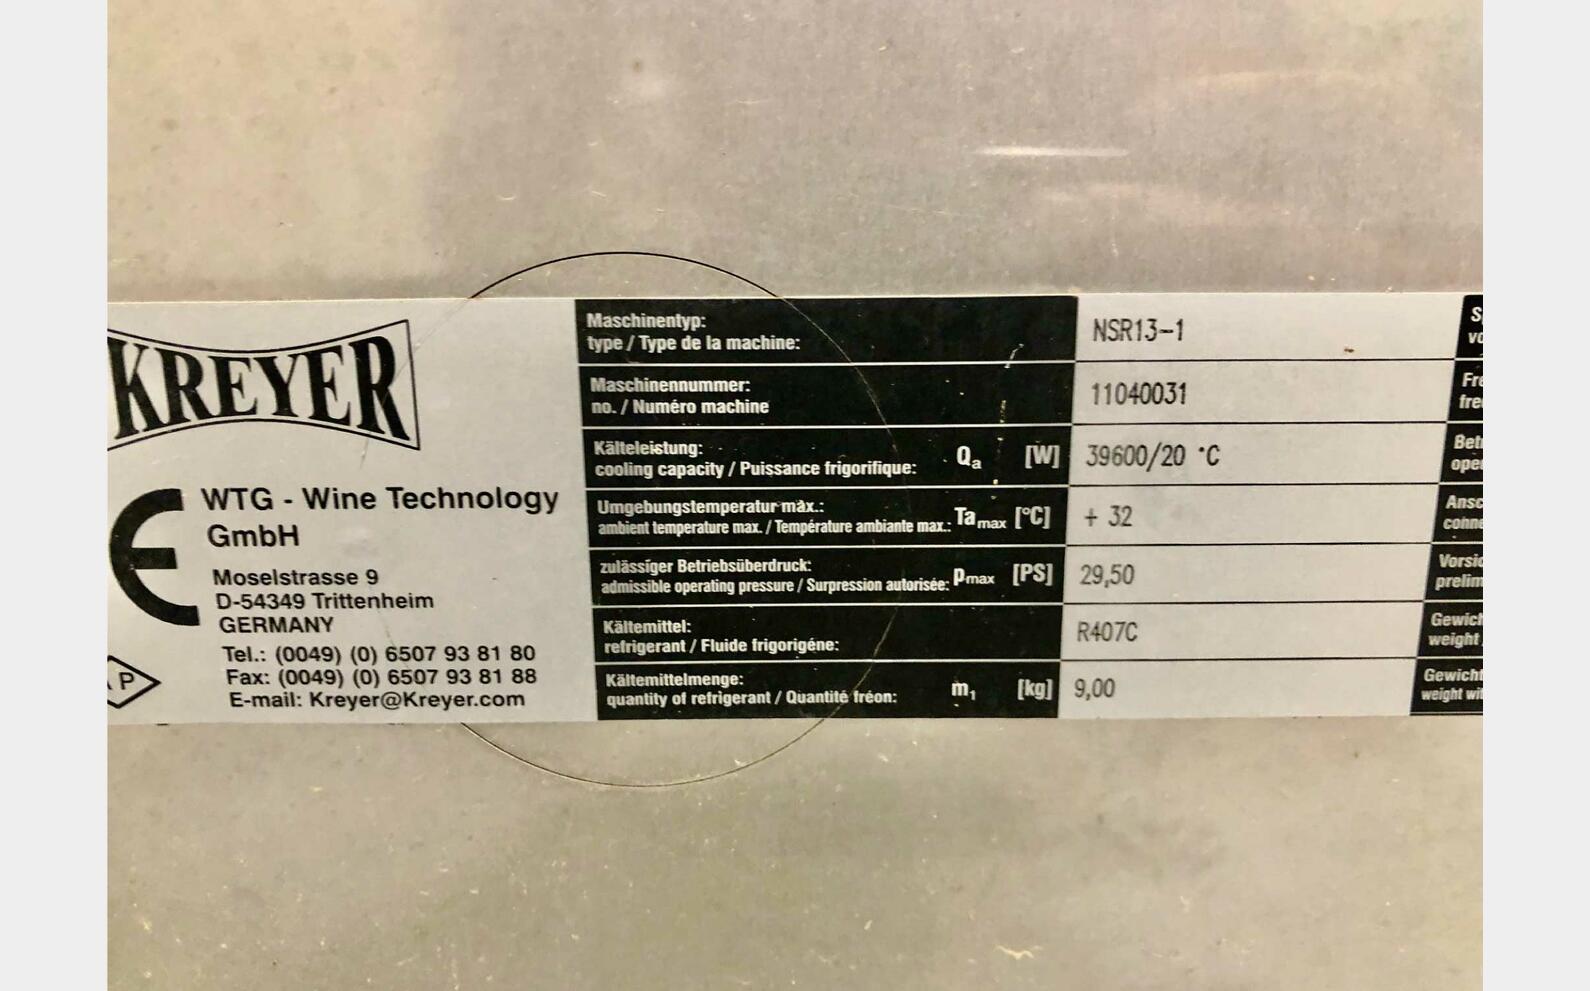 KREYER
WTG - Wine Technology
GmbH
Moselstrasse 9
D-54349 Trittenheim
GERMANY
Tel.: (0049) (0) 6507 93 81 80
Fax: (0049) (0) 6507 93 81 88
E-mail: Kreyer@Kreyer.com
P
Maschinentyp:
type / Type de la machine: NSR13-1
Maschinennummer:
no. / Numéro machine 11040031
Kälteleistung:
cooling capacity / Puissance frigorifique: Qa [W] 39600/20 °C
Umgebungstemperatur max.:
ambient temperature max. / Température ambiante max.: Ta max [°C] + 32
zulässiger Betriebsüberdruck:
admissible operating pressure / Surpression autorisée: pmax [PS] 29,50
Kältemittel:
refrigerant / Fluide frigorigéne: R407C
Kältemittelmenge:
quantity of refrigerant / Quantité fréon: m1 [kg] 9,00
weight